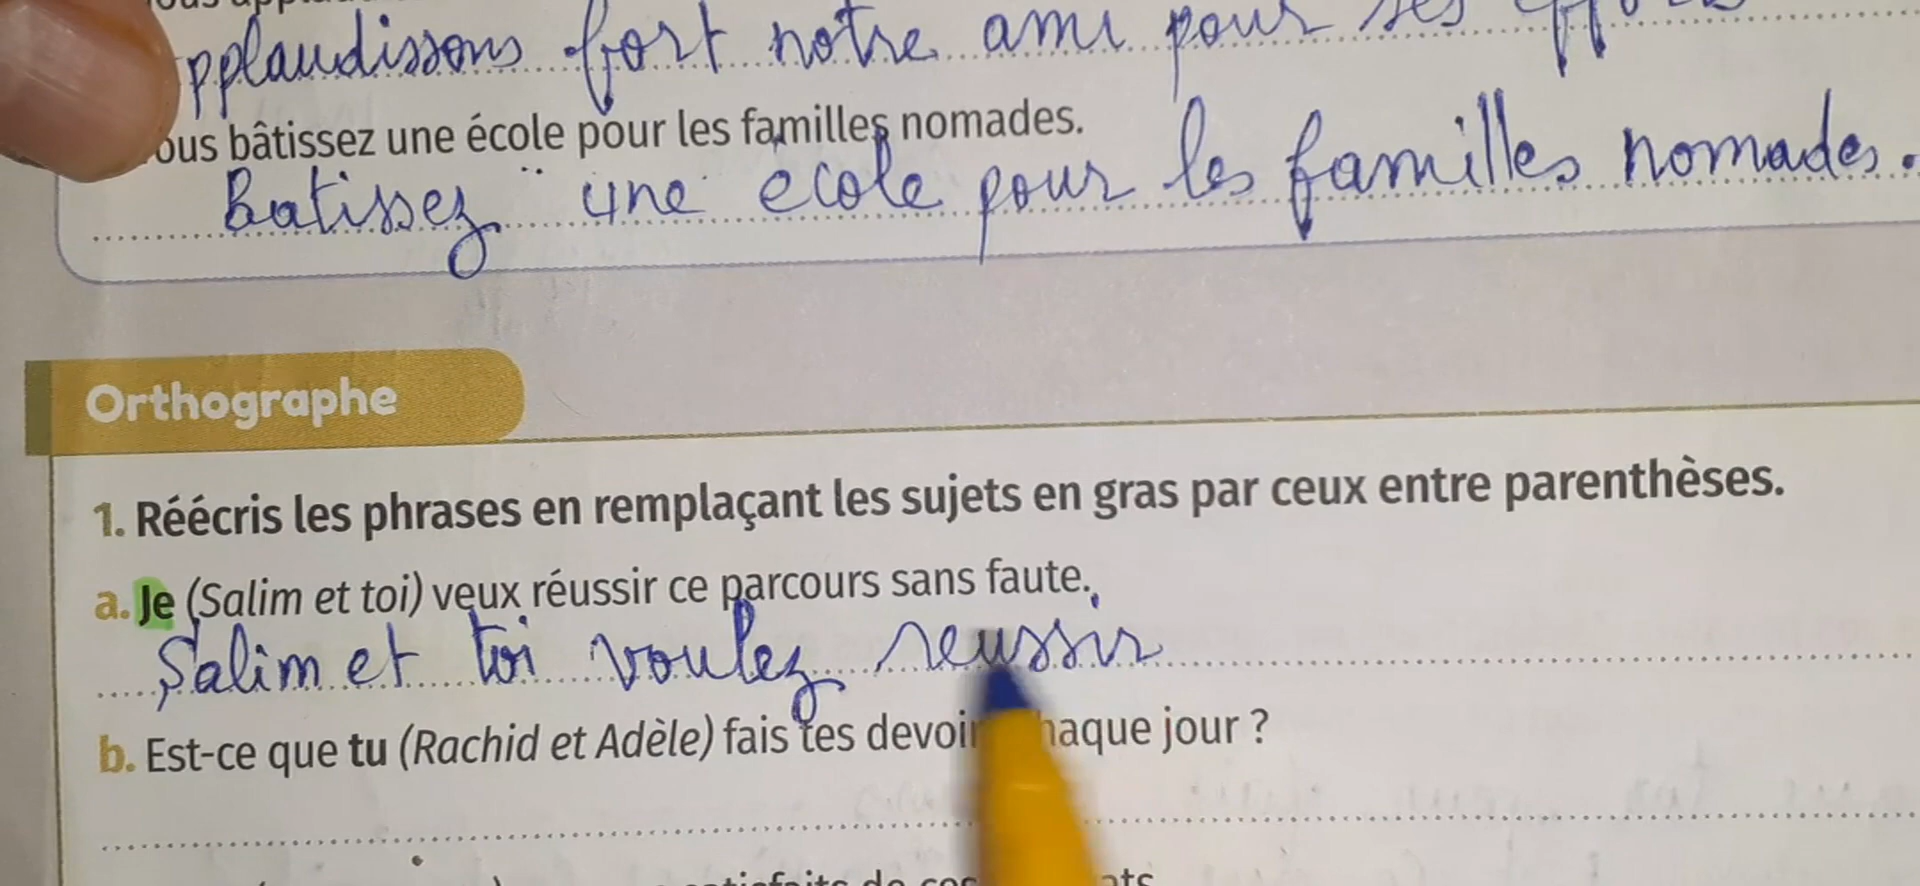 pplaudissons fort notre ami pour ses
ous bâtissez une école pour les familles nomades.
Batissez une ecole pour les familles nomades.
Orthographe
1. Réécris les phrases en remplaçant les sujets en gras par ceux entre parenthèses.
a. Je (Salim et toi) veux réussir ce parcours sans faute.
Salim et toi voulez reussir
b. Est-ce que tu (Rachid et Adèle) fais tes devoir haque jour ?